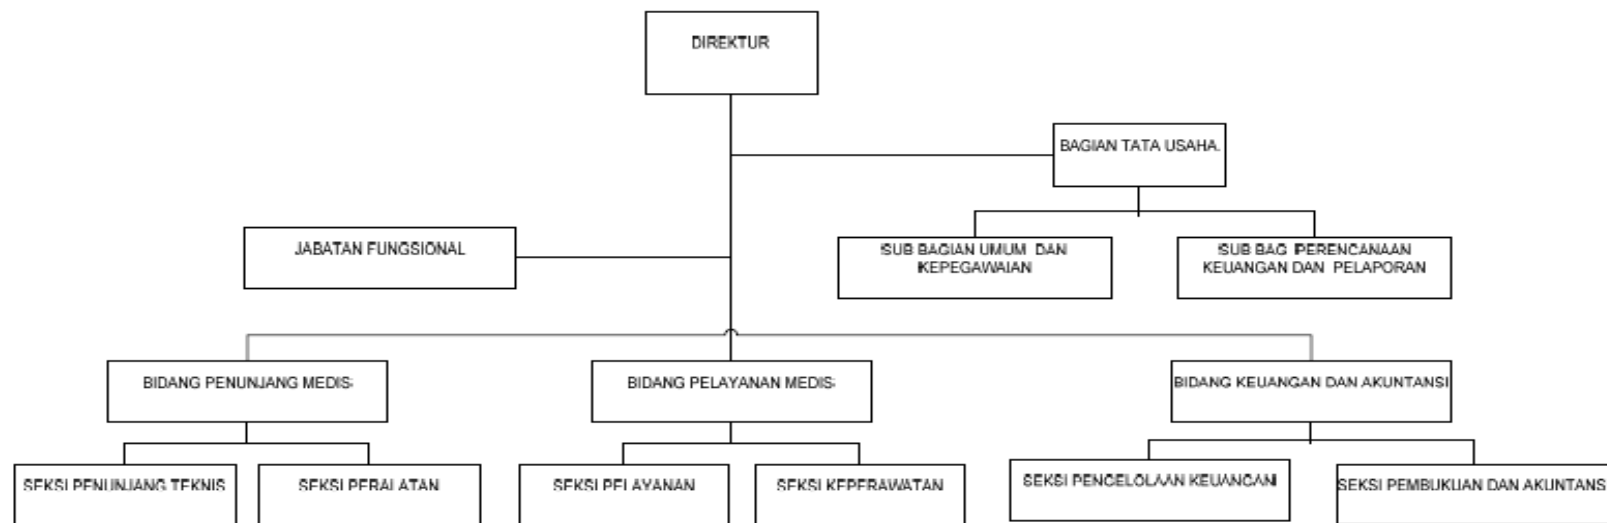 DIREKTUR
BAGIAN TATA USAHA
JABATAN FUNGSIONAL
SUB BAGIAN UMUM DAN
KEPEGAWAIAN
SUB BAG PERENCANAAN
KEUANGAN DAN PELAPORAN
BIDANG PENUNJANG MEDIS
BIDANG PELAYANAN MEDIS
BIDANG KEUANGAN DAN AKUNTANSI
SEKSI PENUNJANG TEKNIS
SEKSI PERALATAN
SEKSI PELAYANAN
SEKSI KEPERAWATAN
SEKSI PENGELOLAAN KEUANGAN
SEKSI PEMBUKUAN DAN AKUNTANS